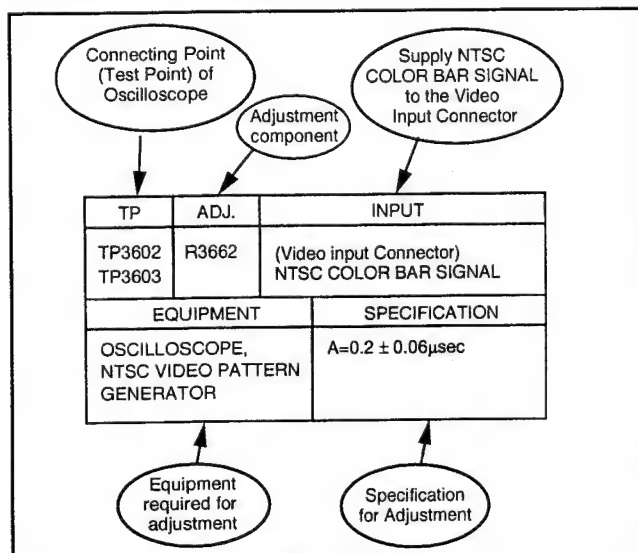 Connecting Point
(Test Point) of
Oscilloscope
Supply NTSC
COLOR BAR SIGNAL
to the Video
Input Connector
Adjustment
component
TP ADJ. INPUT
TP3602 R3662 (Video input Connector)
TP3603 NTSC COLOR BAR SIGNAL
EQUIPMENT SPECIFICATION
OSCILLOSCOPE, A=0.2 ± 0.06µsec
NTSC VIDEO PATTERN
GENERATOR
Equipment
required for
adjustment
Specification
for Adjustment